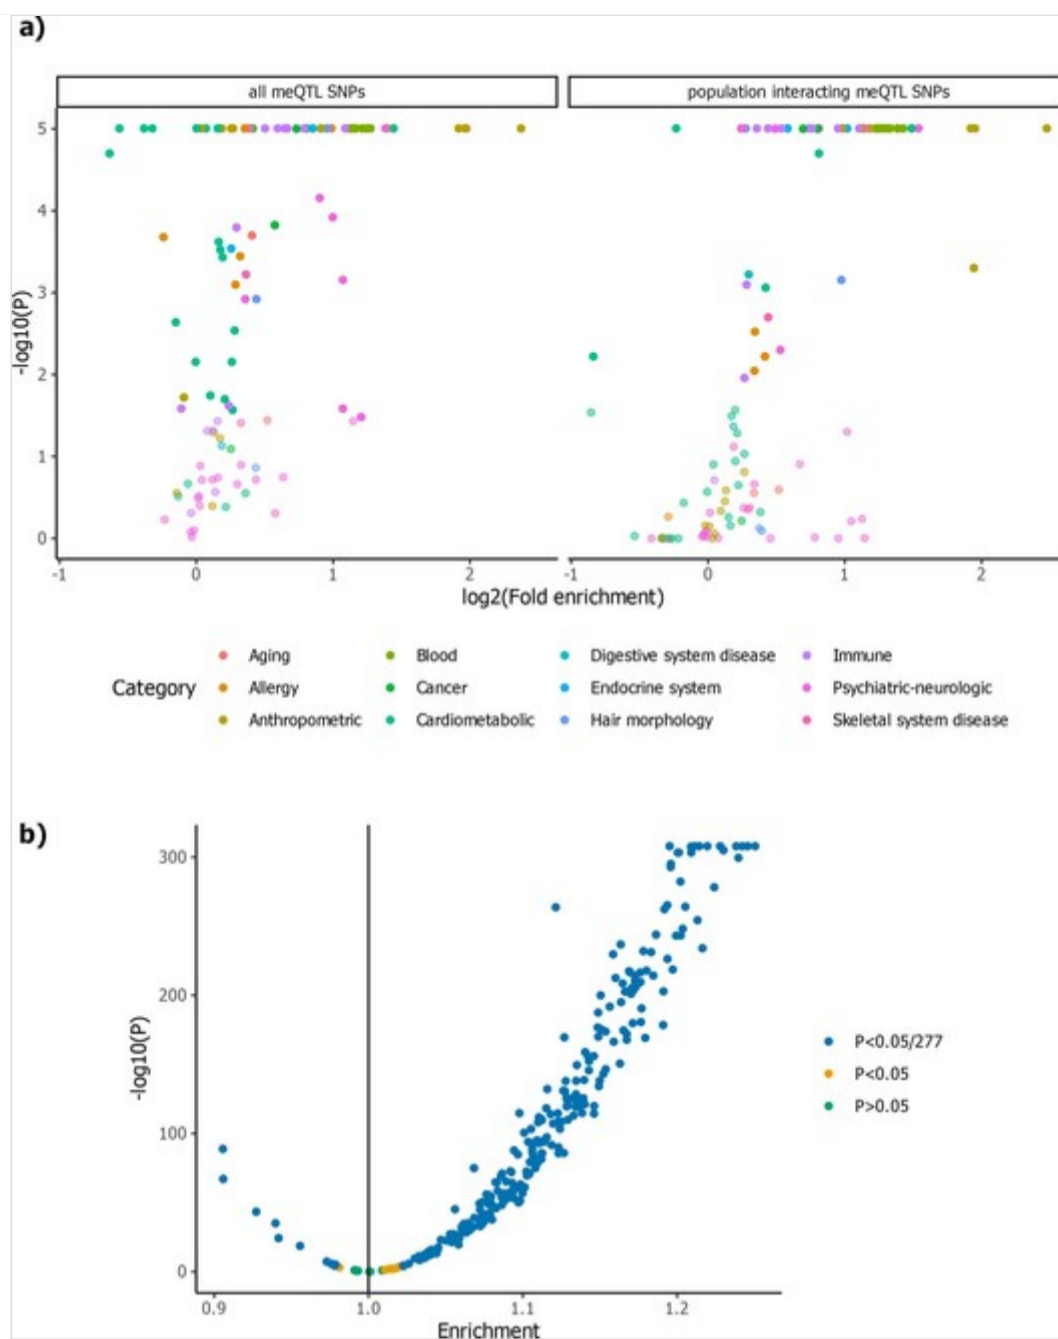 a)
all meQTL SNPs population interacting meQTL SNPs
5
4
3
2
1
0
-log10(P)
-1 0 1 2 -1 0 1 2
log2(Fold enrichment)
Category
Aging Blood Digestive system disease Immune
Allergy Cancer Endocrine system Psychiatric-neurologic
Anthropometric Cardiometabolic Hair morphology Skeletal system disease
b)
300
200
100
0
-log10(P)
P<0.05/277
P<0.05
P>0.05
0.9 1.0 1.1 1.2
Enrichment